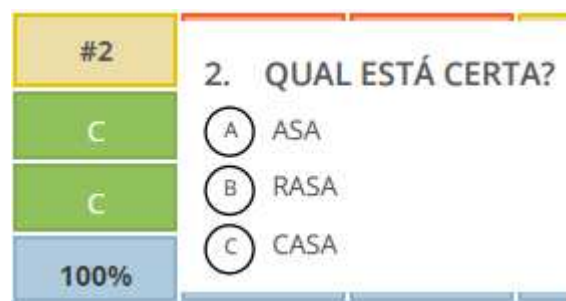 #2
C
C
100%
2. QUAL ESTÁ CERTA?
A ASA
B RASA
C CASA